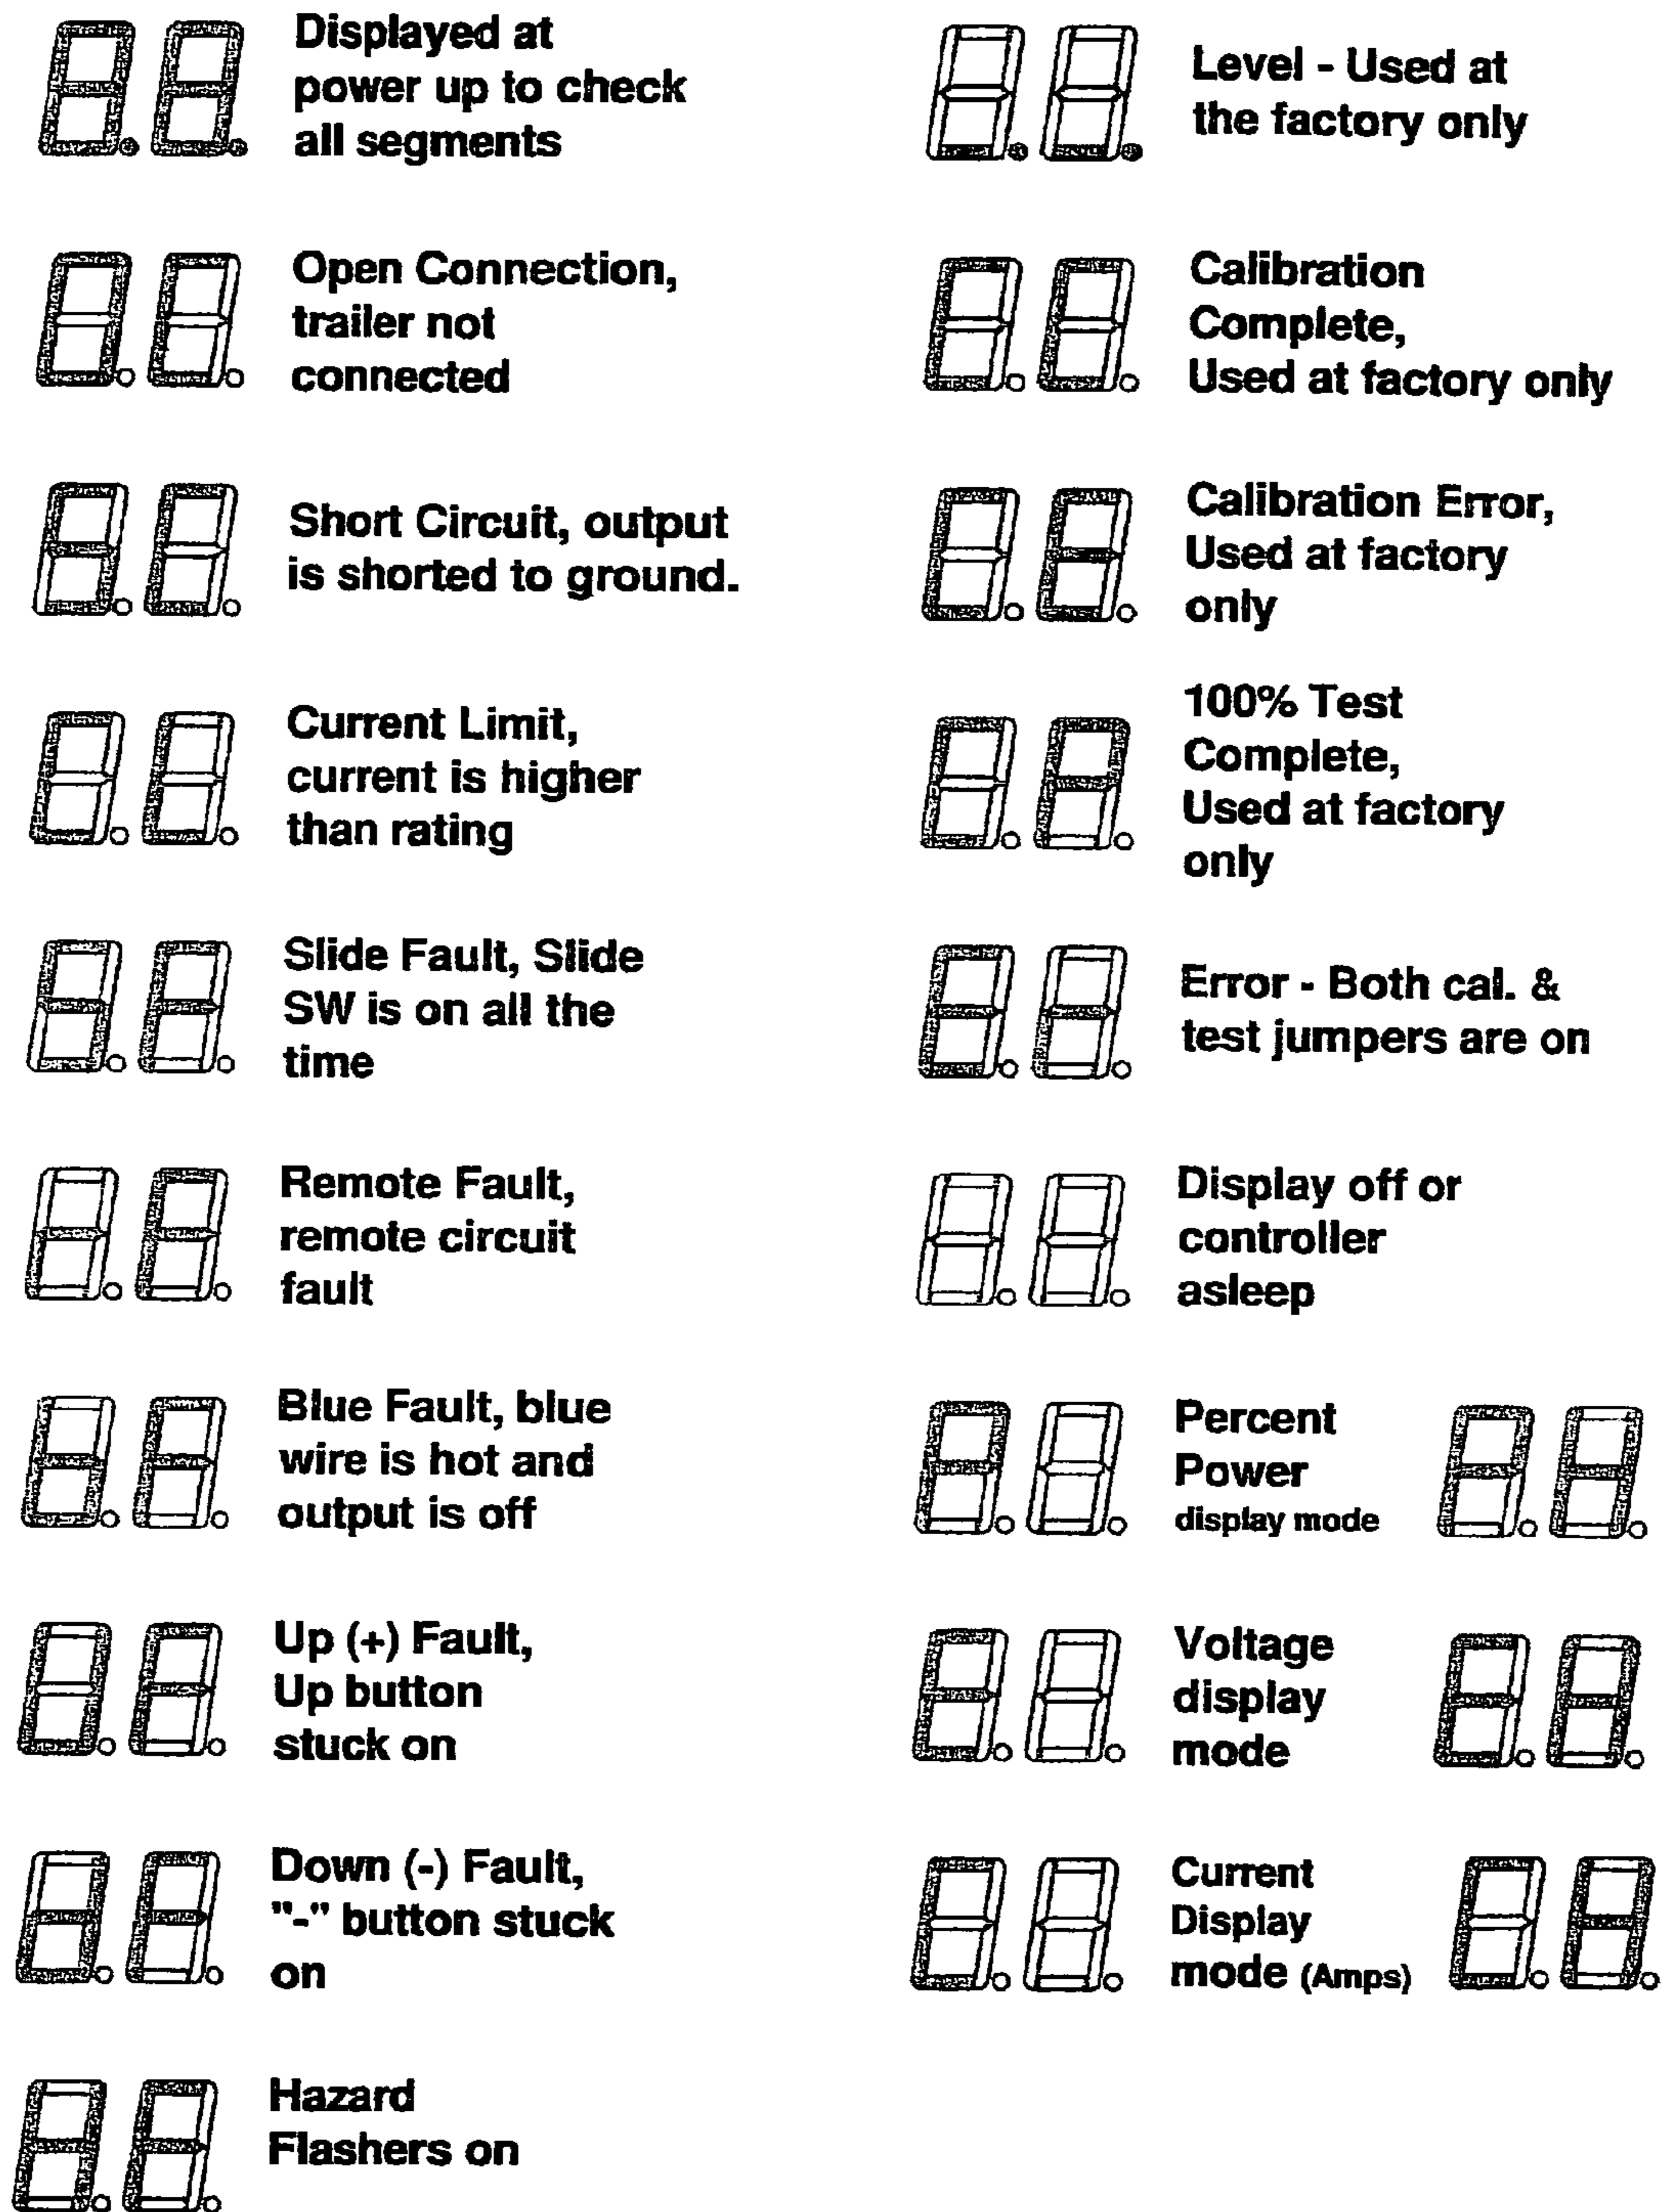 Displayed at
power up to check
all segments
Open Connection,
trailer not
connected
Short Circuit, output
is shorted to ground.
Current Limit,
current is higher
than rating
Slide Fault, Slide
SW is on all the
time
Remote Fault,
remote circuit
fault
Blue Fault, blue
wire is hot and
output is off
Up (+) Fault,
Up button
stuck on
Down (-) Fault,
"-" button stuck
on
Hazard
Flashers on
Level - Used at
the factory only
Calibration
Complete,
Used at factory only
Calibration Error,
Used at factory
only
100% Test
Complete,
Used at factory
only
Error - Both cal. &
test jumpers are on
Display off or
controller
asleep
Percent
Power
display mode
Voltage
display
mode
Current
Display
mode (Amps)